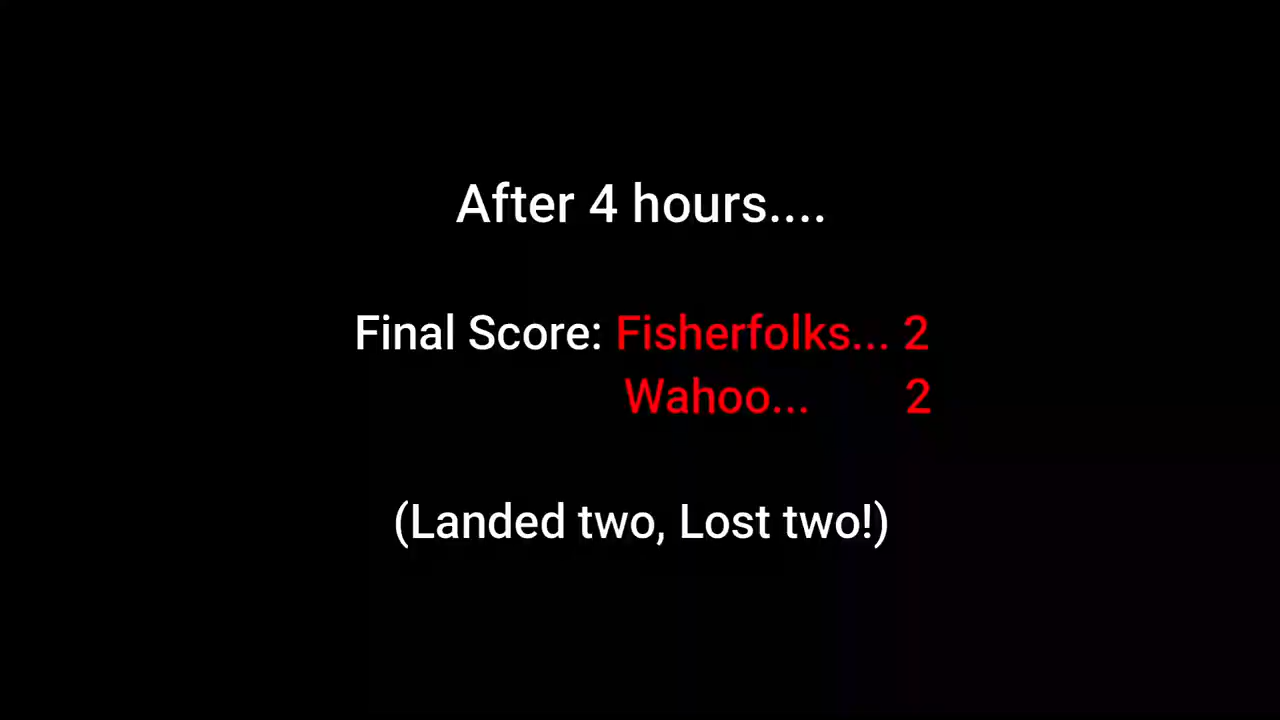 After 4 hours....
Final Score: Fisherfolks... 2
Wahoo... 2
(Landed two, Lost two!)